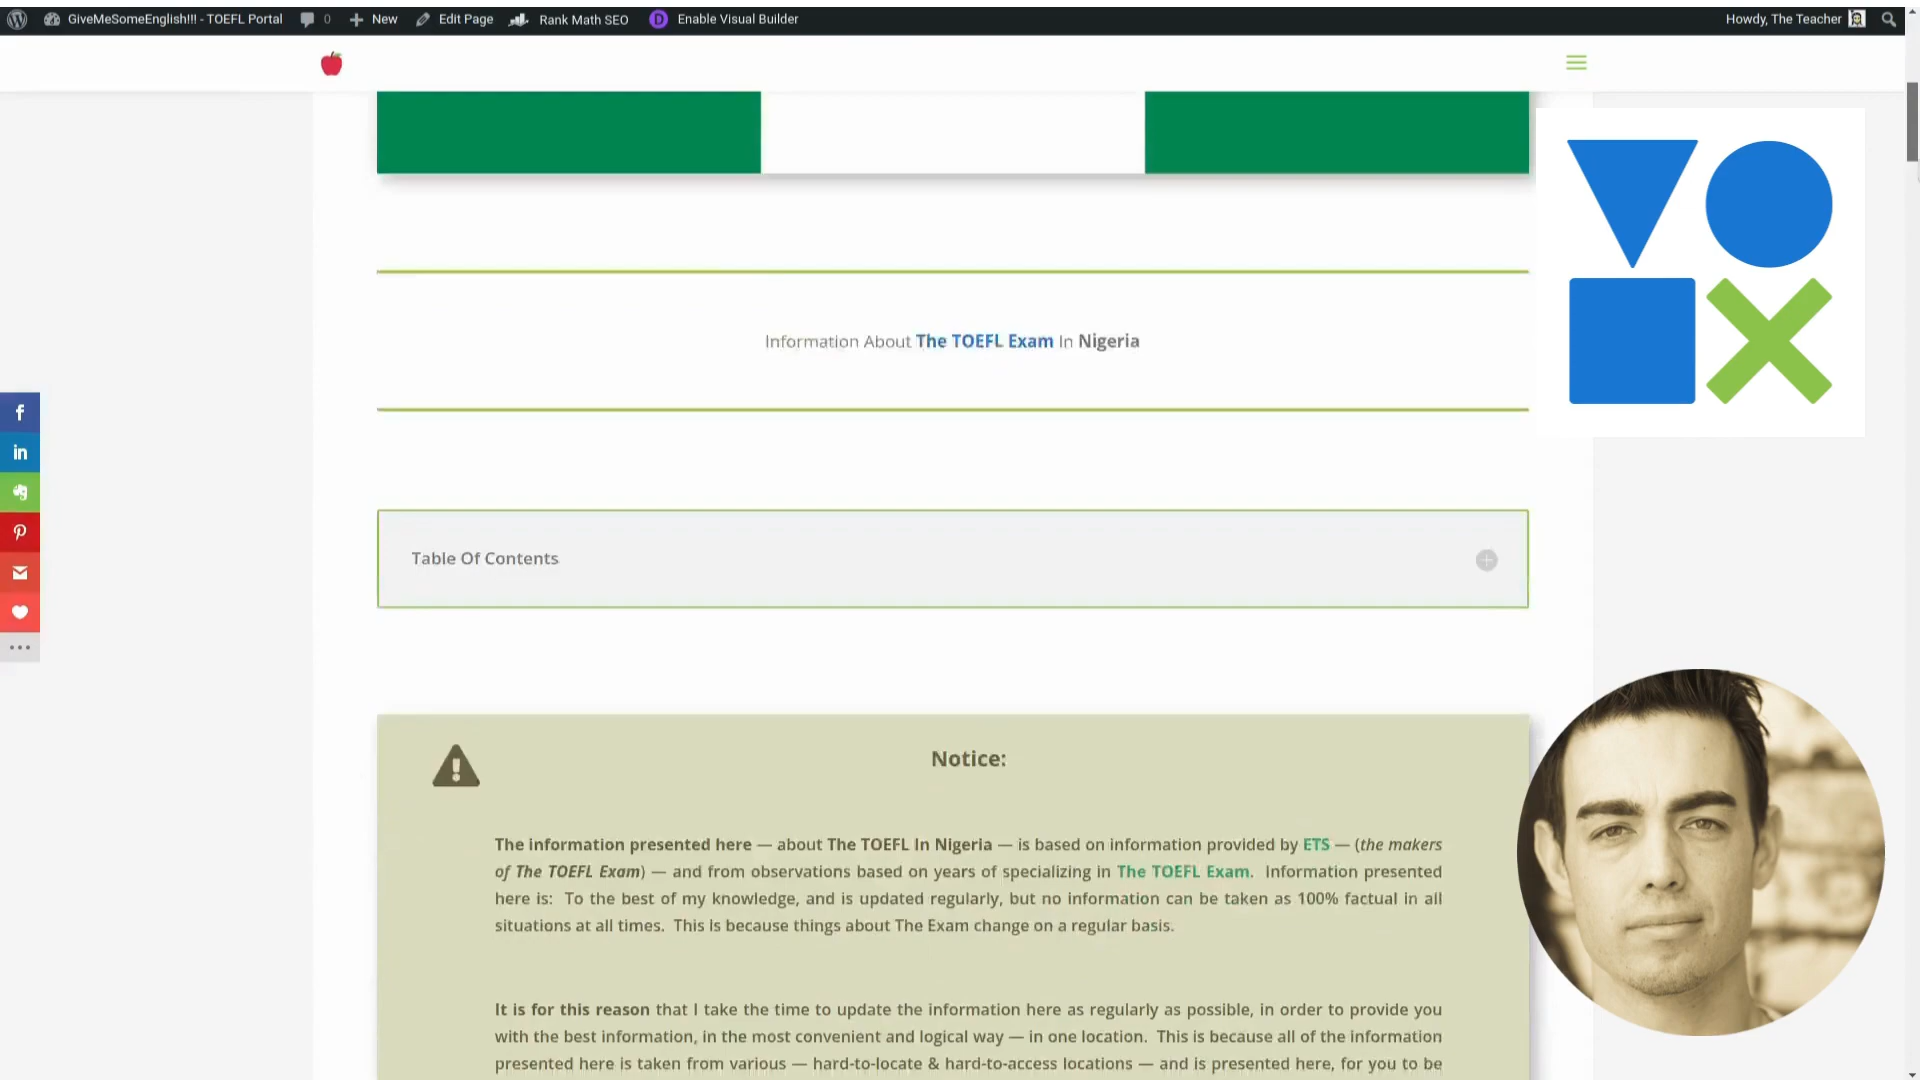 GiveMeSomeEnglish!!! - TOEFL Portal 0 New Edit Page Rank Math SEO Enable Visual Builder Howdy, The Teacher
Information About The TOEFL Exam In Nigeria
Table Of Contents
Notice:
The information presented here — about The TOEFL In Nigeria — is based on information provided by ETS — (the makers
of The TOEFL Exam) — and from observations based on years of specializing in The TOEFL Exam. Information presented
here is: To the best of my knowledge, and is updated regularly, but no information can be taken as 100% factual in all
situations at all times. This is because things about The Exam change on a regular basis.
It is for this reason that I take the time to update the information here as regularly as possible, in order to provide you
with the best information, in the most convenient and logical way — in one location. This is because all of the information
presented here is taken from various — hard-to-locate & hard-to-access locations — and is presented here, for you to be